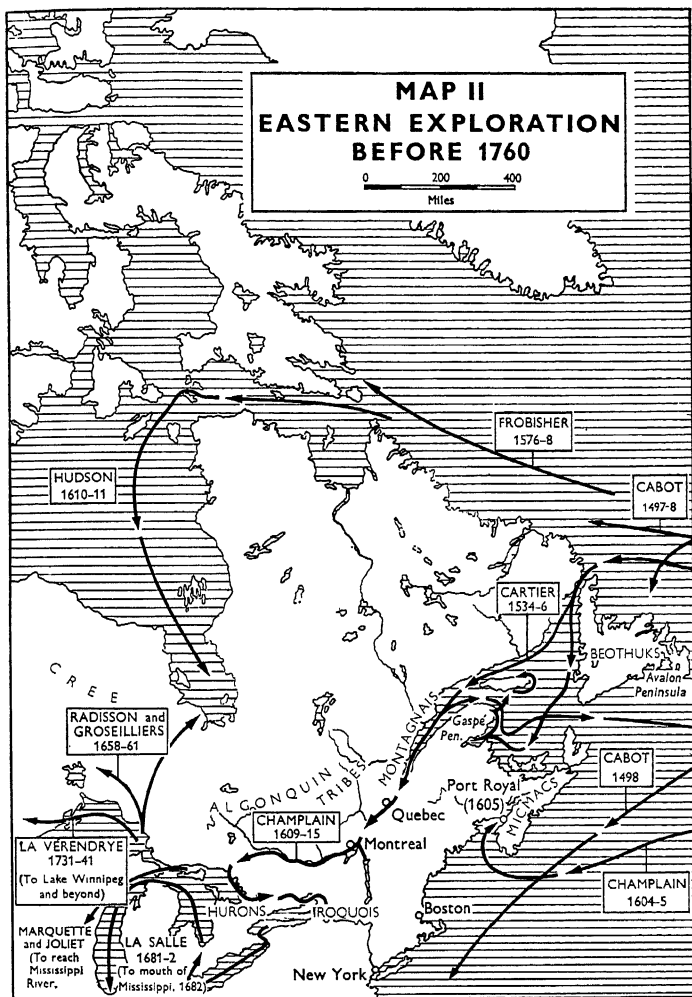 MAP II
EASTERN EXPLORATION
BEFORE 1760
0 200 400
Miles
FROBISHER
1576-8
HUDSON
1610-11
CABOT
1497-8
CARTIER
1534-6
BEOTHUKS
Avalon
Peninsula
CREE
RADISSON and
GROSEILLIERS
1658-61
MONTAGNAIS
Gaspé
Pen.
ALGONQUIN
TRIBES
CABOT
1498
Port Royal
(1605)
MICMACS
Quebec
CHAMPLAIN
1609-15
Montreal
LA VÉRENDRYE
1731-41
(To Lake Winnipeg
and beyond)
CHAMPLAIN
1604-5
HURONS
IROQUOIS
Boston
MARQUETTE
and JOLIET
(To reach
Mississippi
River.
LA SALLE
1681-2
(To mouth of
Mississippi, 1682)
New York